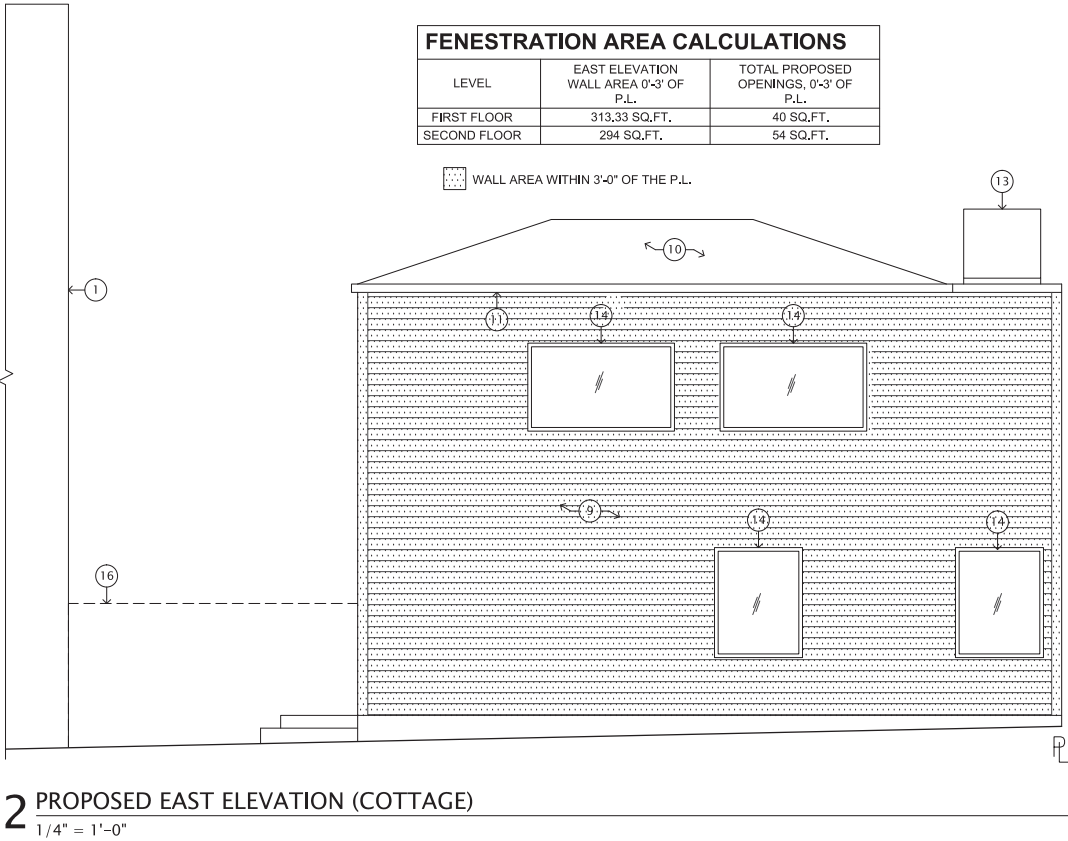 FENESTRATION AREA CALCULATIONS
LEVEL
EAST ELEVATION
WALL AREA 0'-3' OF
P.L.
TOTAL PROPOSED
OPENINGS, 0'-3' OF
P.L.
FIRST FLOOR 313.33 SQ.FT. 40 SQ.FT.
SECOND FLOOR 294 SQ.FT. 54 SQ.FT.
WALL AREA WITHIN 3'-0" OF THE P.L.
13
10
1
11
14
14
9
14
14
16
PL
2 PROPOSED EAST ELEVATION (COTTAGE)
1/4" = 1'-0"